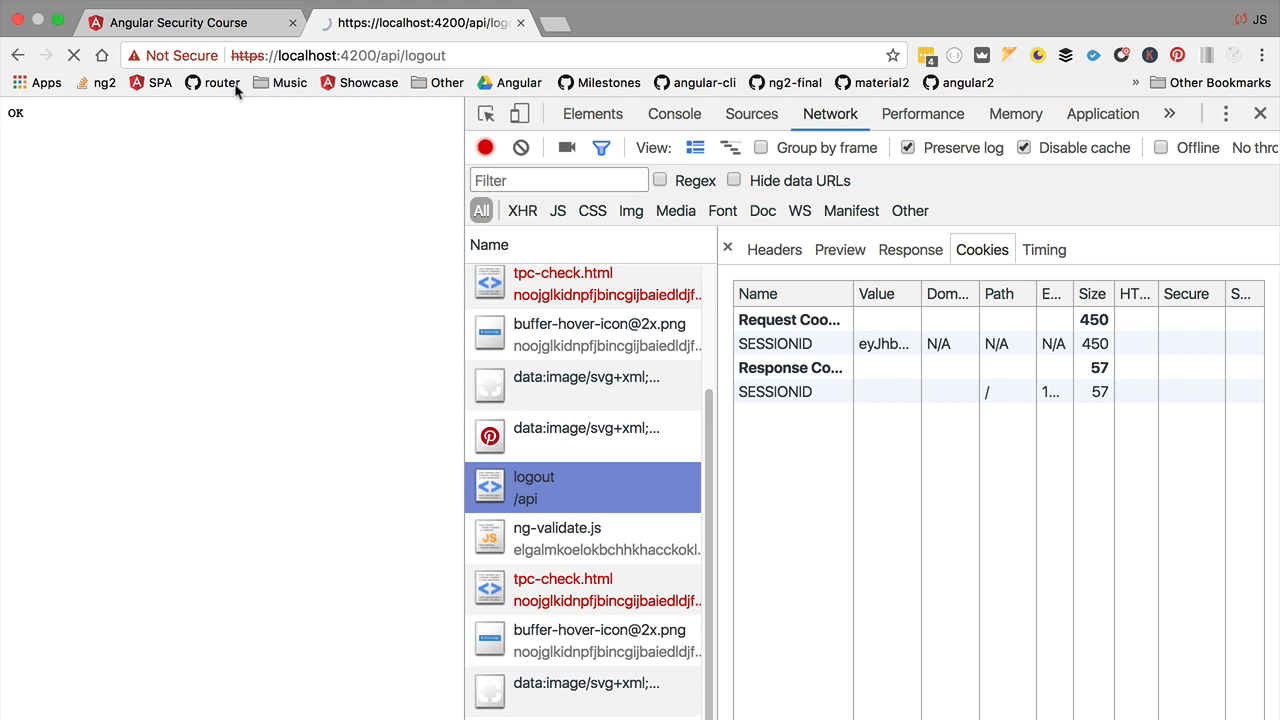 Angular Security Course
https://localhost:4200/api/log
JS
Not Secure https://localhost:4200/api/logout
4
Apps ng2 SPA router Music Showcase Other Angular Milestones angular-cli ng2-final material2 angular2 » Other Bookmarks
OK
Elements Console Sources Network Performance Memory Application »
View: Group by frame Preserve log Disable cache Offline No thro
Filter Regex Hide data URLs
All XHR JS CSS Img Media Font Doc WS Manifest Other
Name
tpc-check.html
noojglkidnpfjbincgijbaiedldjf..
buffer-hover-icon@2x.png
noojglkidnpfjbincgijbaiedldjf..
data:image/svg+xml;...
data:image/svg+xml;...
logout
/api
ng-validate.js
elgalmkoelokbchhkhacckokl.
tpc-check.html
noojglkidnpfjbincgijbaiedldjf..
buffer-hover-icon@2x.png
noojglkidnpfjbincgijbaiedldjf..
data:image/svg+xml;...
Headers Preview Response Cookies Timing
Name Value Dom... Path E... Size HT... Secure S...
Request Coo... 450
SESSIONID eyJhb... N/A N/A N/A 450
Response Co... 57
SESSIONID / 1... 57